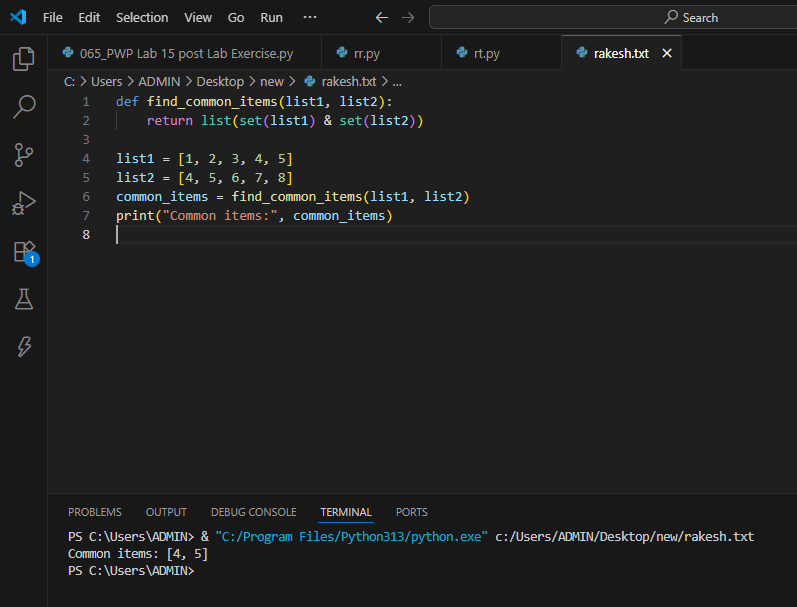 File Edit Selection View Go Run ··· ← → Search
065_PWP Lab 15 post Lab Exercise.py rr.py rt.py rakesh.txt ✕
C: > Users > ADMIN > Desktop > new > rakesh.txt > ...
1 def find_common_items(list1, list2):
2     return list(set(list1) & set(list2))
3
4 list1 = [1, 2, 3, 4, 5]
5 list2 = [4, 5, 6, 7, 8]
6 common_items = find_common_items(list1, list2)
7 print("Common items:", common_items)
8
1
PROBLEMS OUTPUT DEBUG CONSOLE TERMINAL PORTS
PS C:\Users\ADMIN> & "C:/Program Files/Python313/python.exe" c:/Users/ADMIN/Desktop/new/rakesh.txt
Common items: [4, 5]
PS C:\Users\ADMIN>